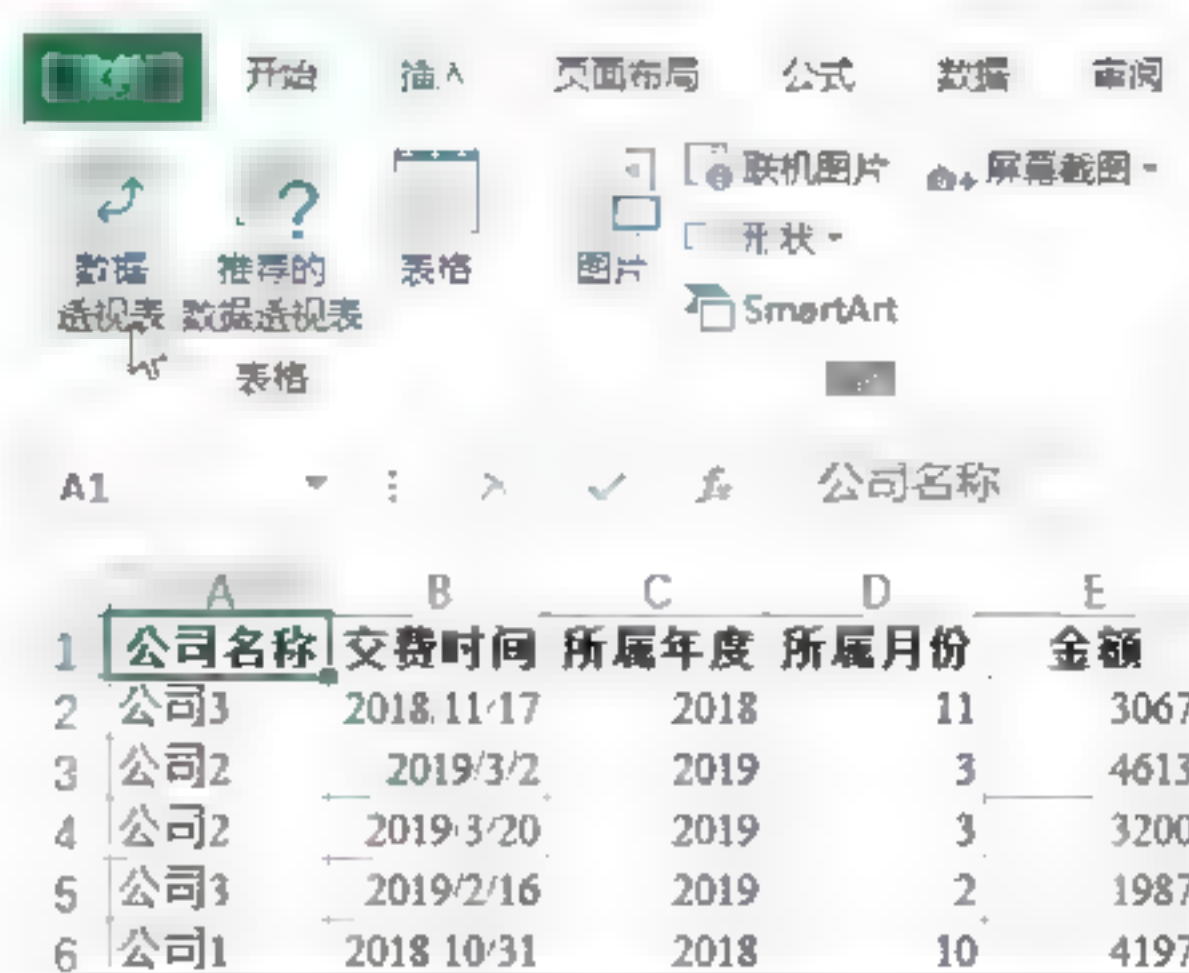 开始 插入 页面布局 公式 数据 审阅
联机图片 屏幕截图
形状
数据 推荐的 表格 图片
透视表 数据透视表
SmartArt
表格
A1 fx 公司名称
A B C D E
1 公司名称 交费时间 所属年度 所属月份 金额
2 公司3 2018/11/17 2018 11 3067
3 公司2 2019/3/2 2019 3 4613
4 公司2 2019/3/20 2019 3 3200
5 公司3 2019/2/16 2019 2 1987
6 公司1 2018/10/31 2018 10 4197